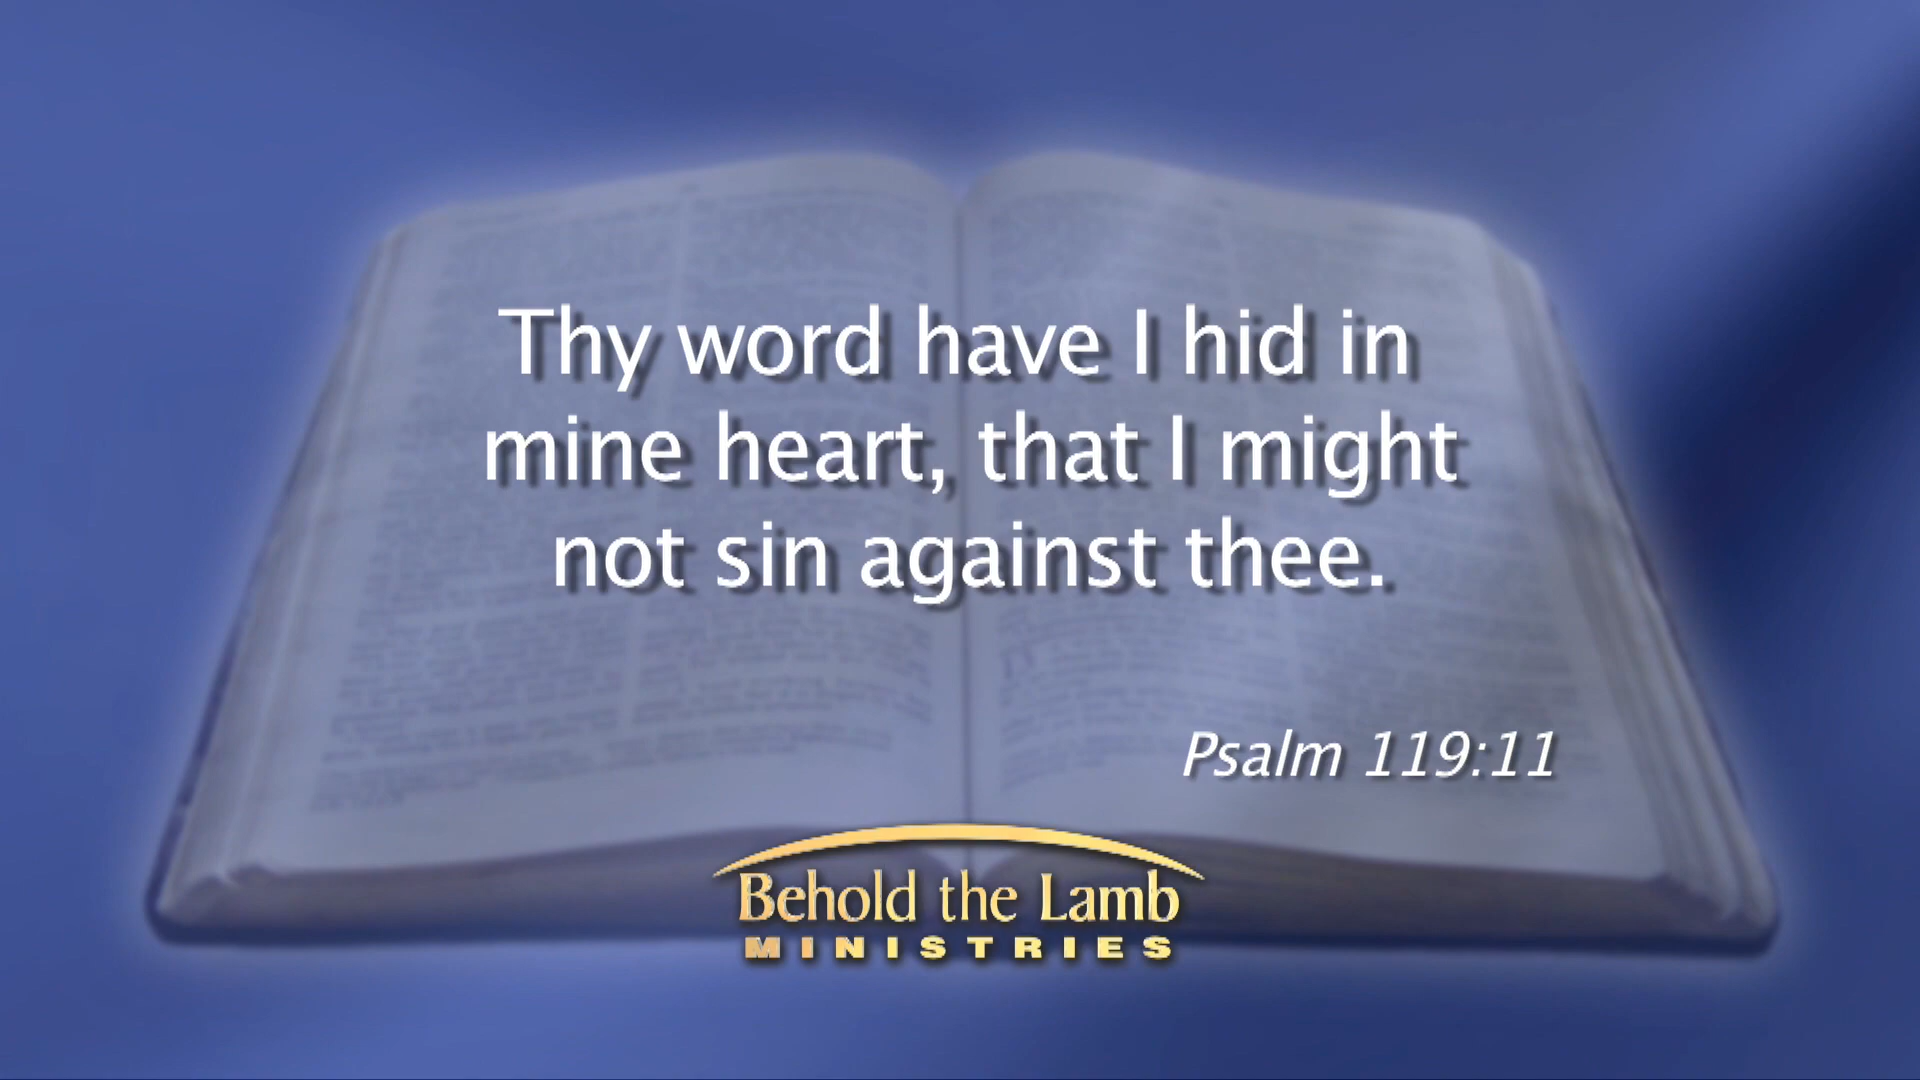 Thy word have I hid in
mine heart, that I might
not sin against thee.
Psalm 119:11
Behold the Lamb
MINISTRIES